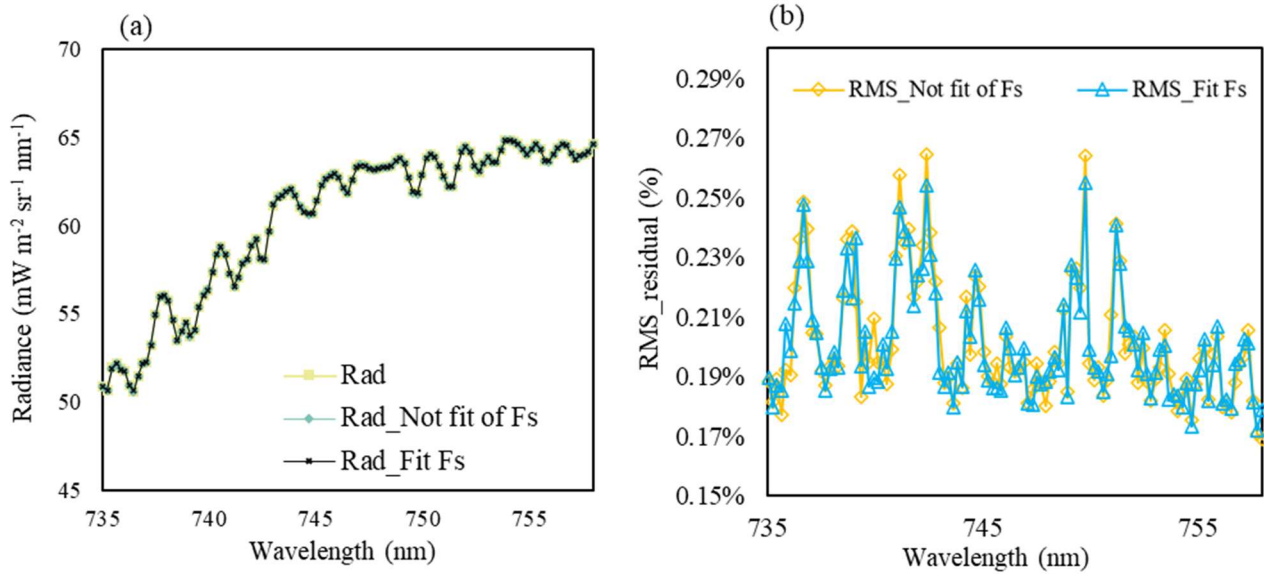 (a)
70
65
60
55
50
45
Radiance (mW m-2 sr-1 nm-1)
Rad
Rad_Not fit of Fs
Rad_Fit Fs
735 740 745 750 755
Wavelength (nm)
(b)
0.29%
0.27%
0.25%
0.23%
0.21%
0.19%
0.17%
0.15%
RMS_residual (%)
RMS_Not fit of Fs RMS_Fit Fs
735 745 755
Wavelength (nm)